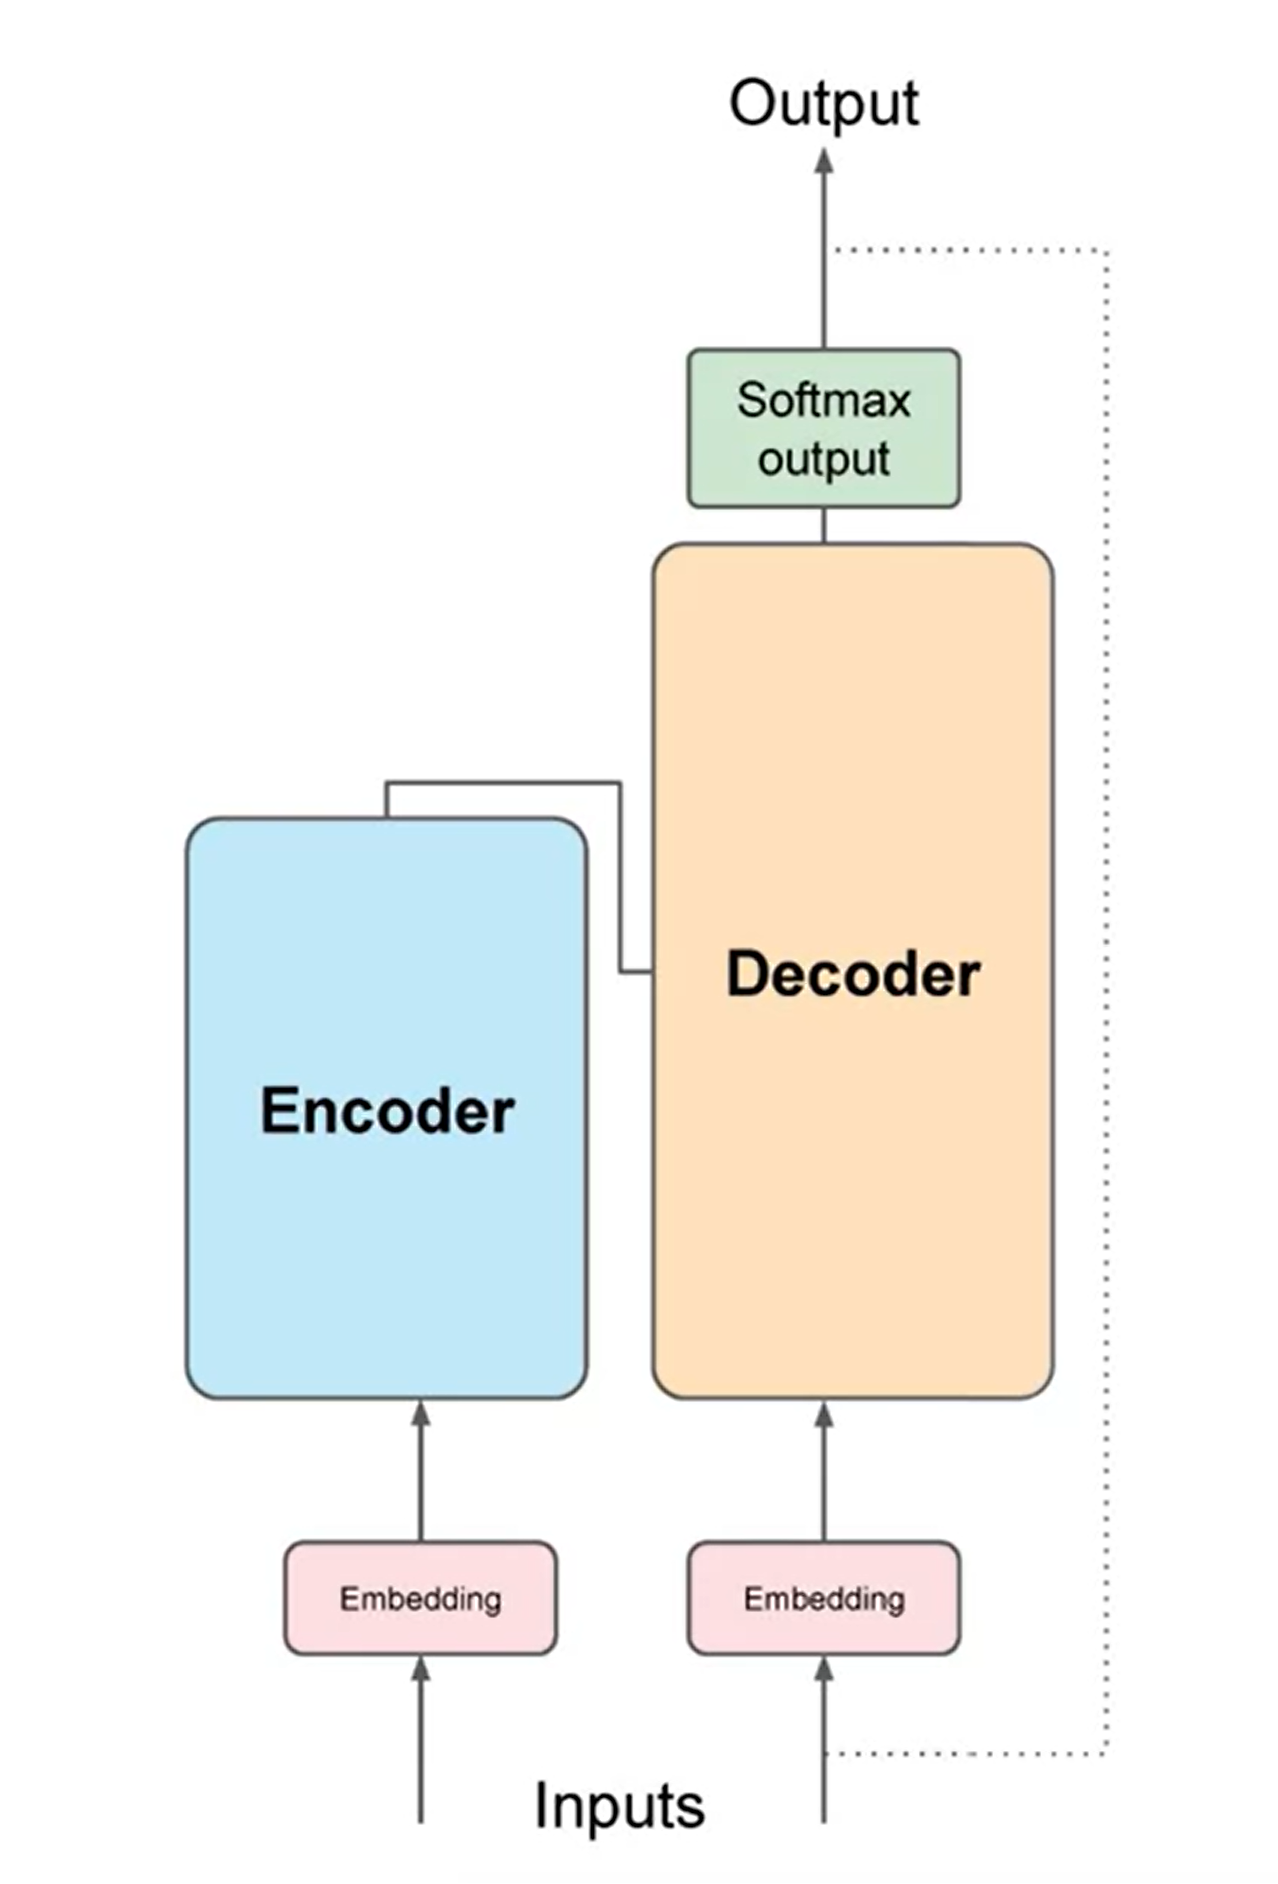 Output
Softmax
output
Decoder
Encoder
Embedding
Embedding
Inputs